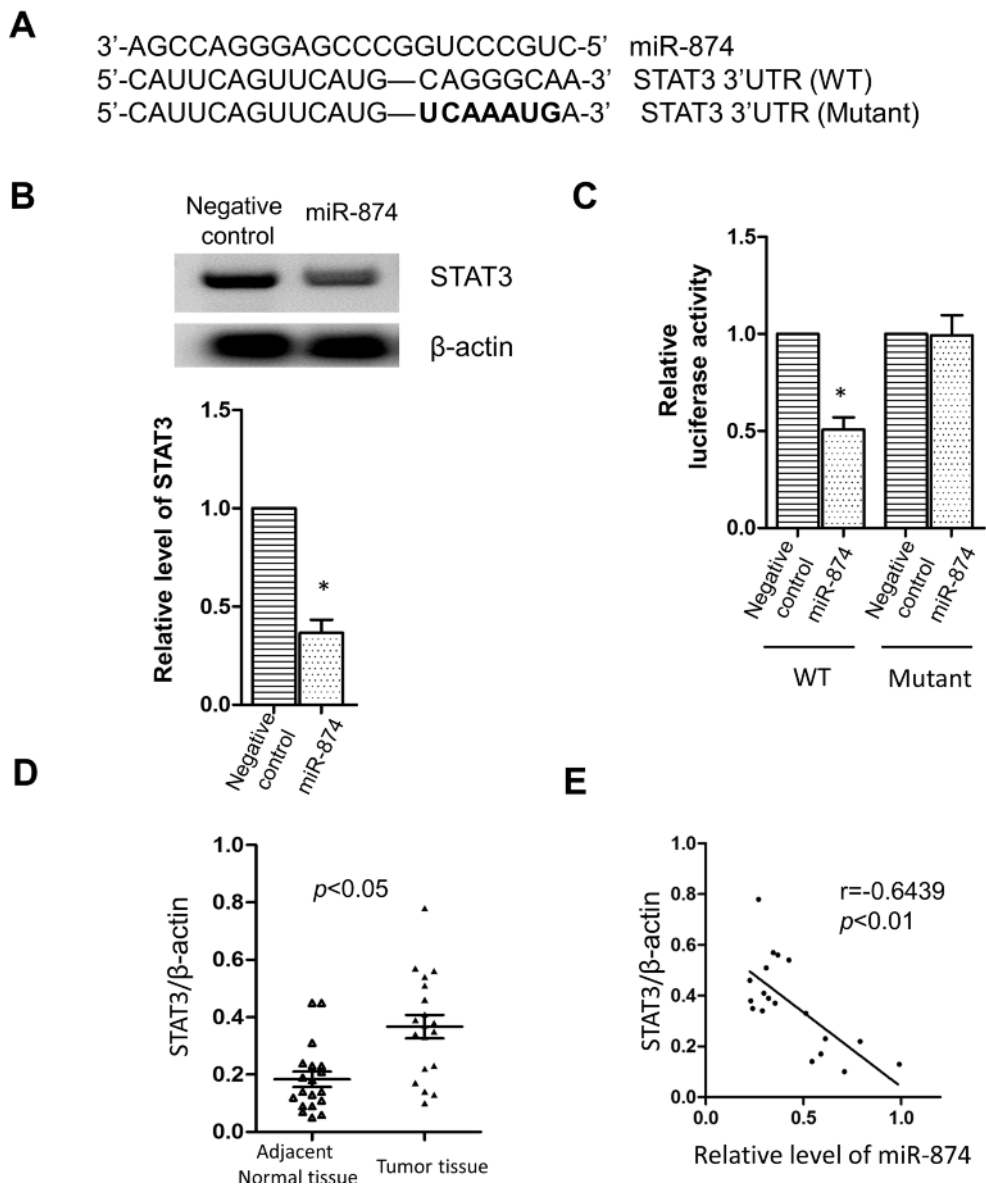 A
3’-AGCCAGGGAGCCCGGUCCCGUC-5’ miR-874
5’-CAUUCAGUUCAUG—CAGGGCAA-3’ STAT3 3’UTR (WT)
5’-CAUUCAGUUCAUG—UCAAAUGA-3’ STAT3 3’UTR (Mutant)
B
Negative
control
miR-874
STAT3
β-actin
Relative level of STAT3
1.5
1.0
0.5
0.0
Negative
control
miR-874
C
Relative
luciferase activity
1.5
1.0
0.5
0.0
Negative
control
miR-874
Negative
control
miR-874
WT
Mutant
*
*
D
STAT3/β-actin
1.0
0.8
0.6
0.4
0.2
0.0
p<0.05
Adjacent
Normal tissue
Tumor tissue
E
STAT3/β-actin
1.0
0.8
0.6
0.4
0.2
0.0
r=-0.6439
p<0.01
0.0
0.5
1.0
Relative level of miR-874